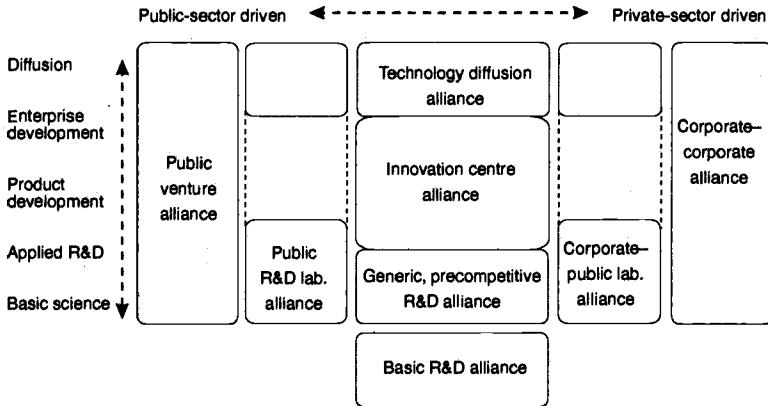 Public-sector driven
Private-sector driven
Diffusion
Enterprise
development
Product
development
Applied R&D
Basic science
Public
venture
alliance
Public
R&D lab.
alliance
Technology diffusion
alliance
Innovation centre
alliance
Generic, precompetitive
R&D alliance
Basic R&D alliance
Corporate–
public lab.
alliance
Corporate–
corporate
alliance